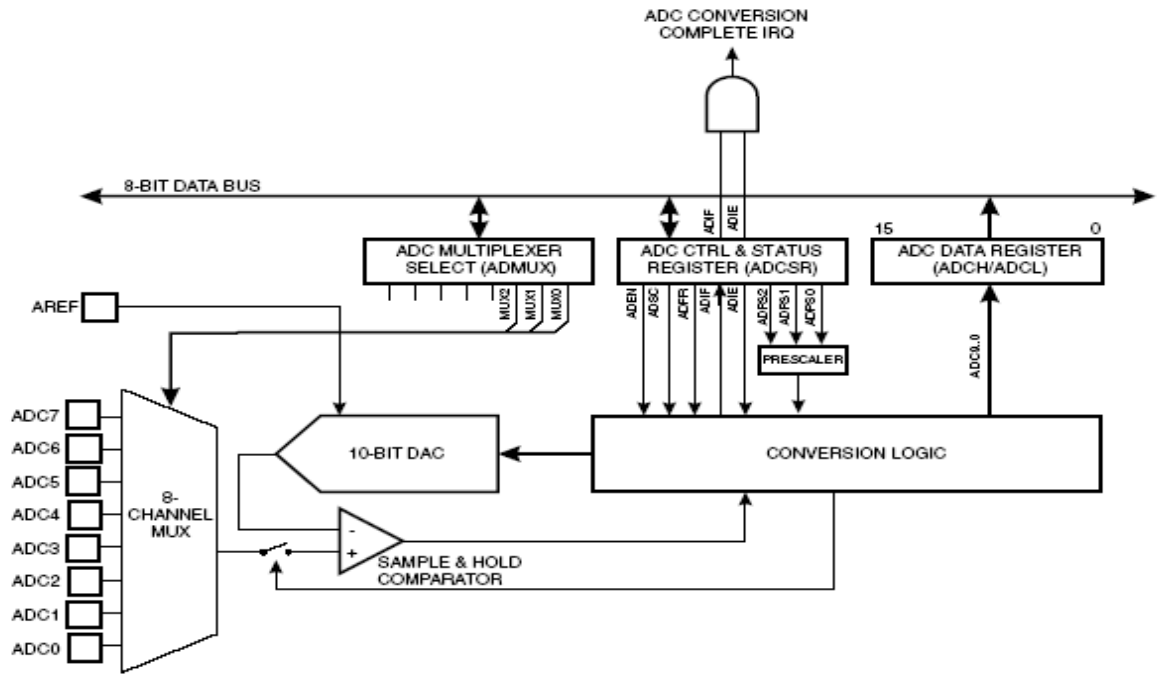 ADC CONVERSION
COMPLETE IRQ
8-BIT DATA BUS
ADIF
ADIE
15
0
ADC MULTIPLEXER
SELECT (ADMUX)
ADC CTRL & STATUS
REGISTER (ADCSR)
ADC DATA REGISTER
(ADCH/ADCL)
MUX2
MUX1
MUX0
ADEN
ADSC
ADFR
ADIF
ADIE
ADPS2
ADPS1
ADPS0
AREF
PRESCALER
ADC9..0
ADC7
ADC6
ADC5
ADC4
ADC3
ADC2
ADC1
ADC0
8-
CHANNEL
MUX
10-BIT DAC
CONVERSION LOGIC
-
+
SAMPLE & HOLD
COMPARATOR